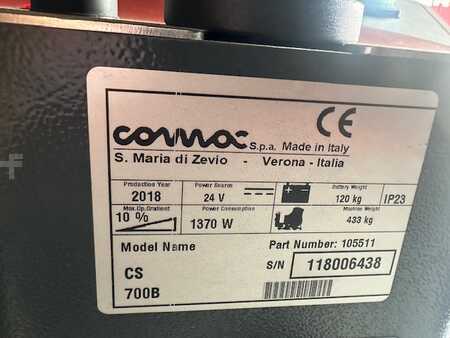 comac S.p.a. Made in Italy CE
S. Maria di Zevio - Verona - Italia
Production Year Power Source Battery Weight
2018 24 V 120 kg IP23
Max.Op.Gradient Power Consumption Machine Weight
10 % 1370 W 433 kg
Model Name Part Number: 105511
CS S/N 118006438
700B